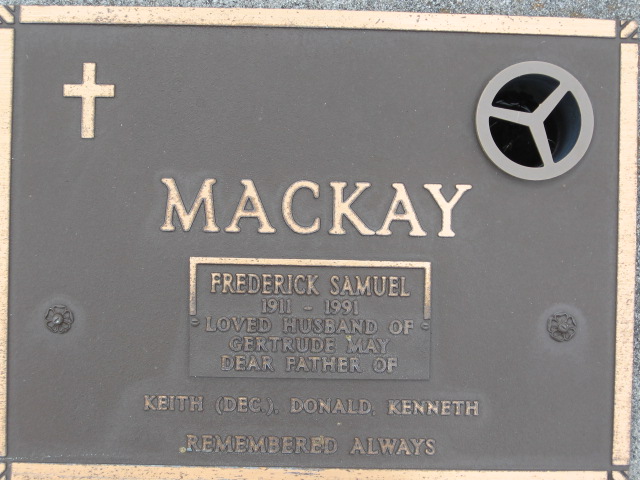 MACKAY
FREDERICK SAMUEL
1911 - 1991
LOVED HUSBAND OF
GERTRUDE MAY
DEAR FATHER OF
KEITH (DEC.), DONALD, KENNETH
REMEMBERED ALWAYS